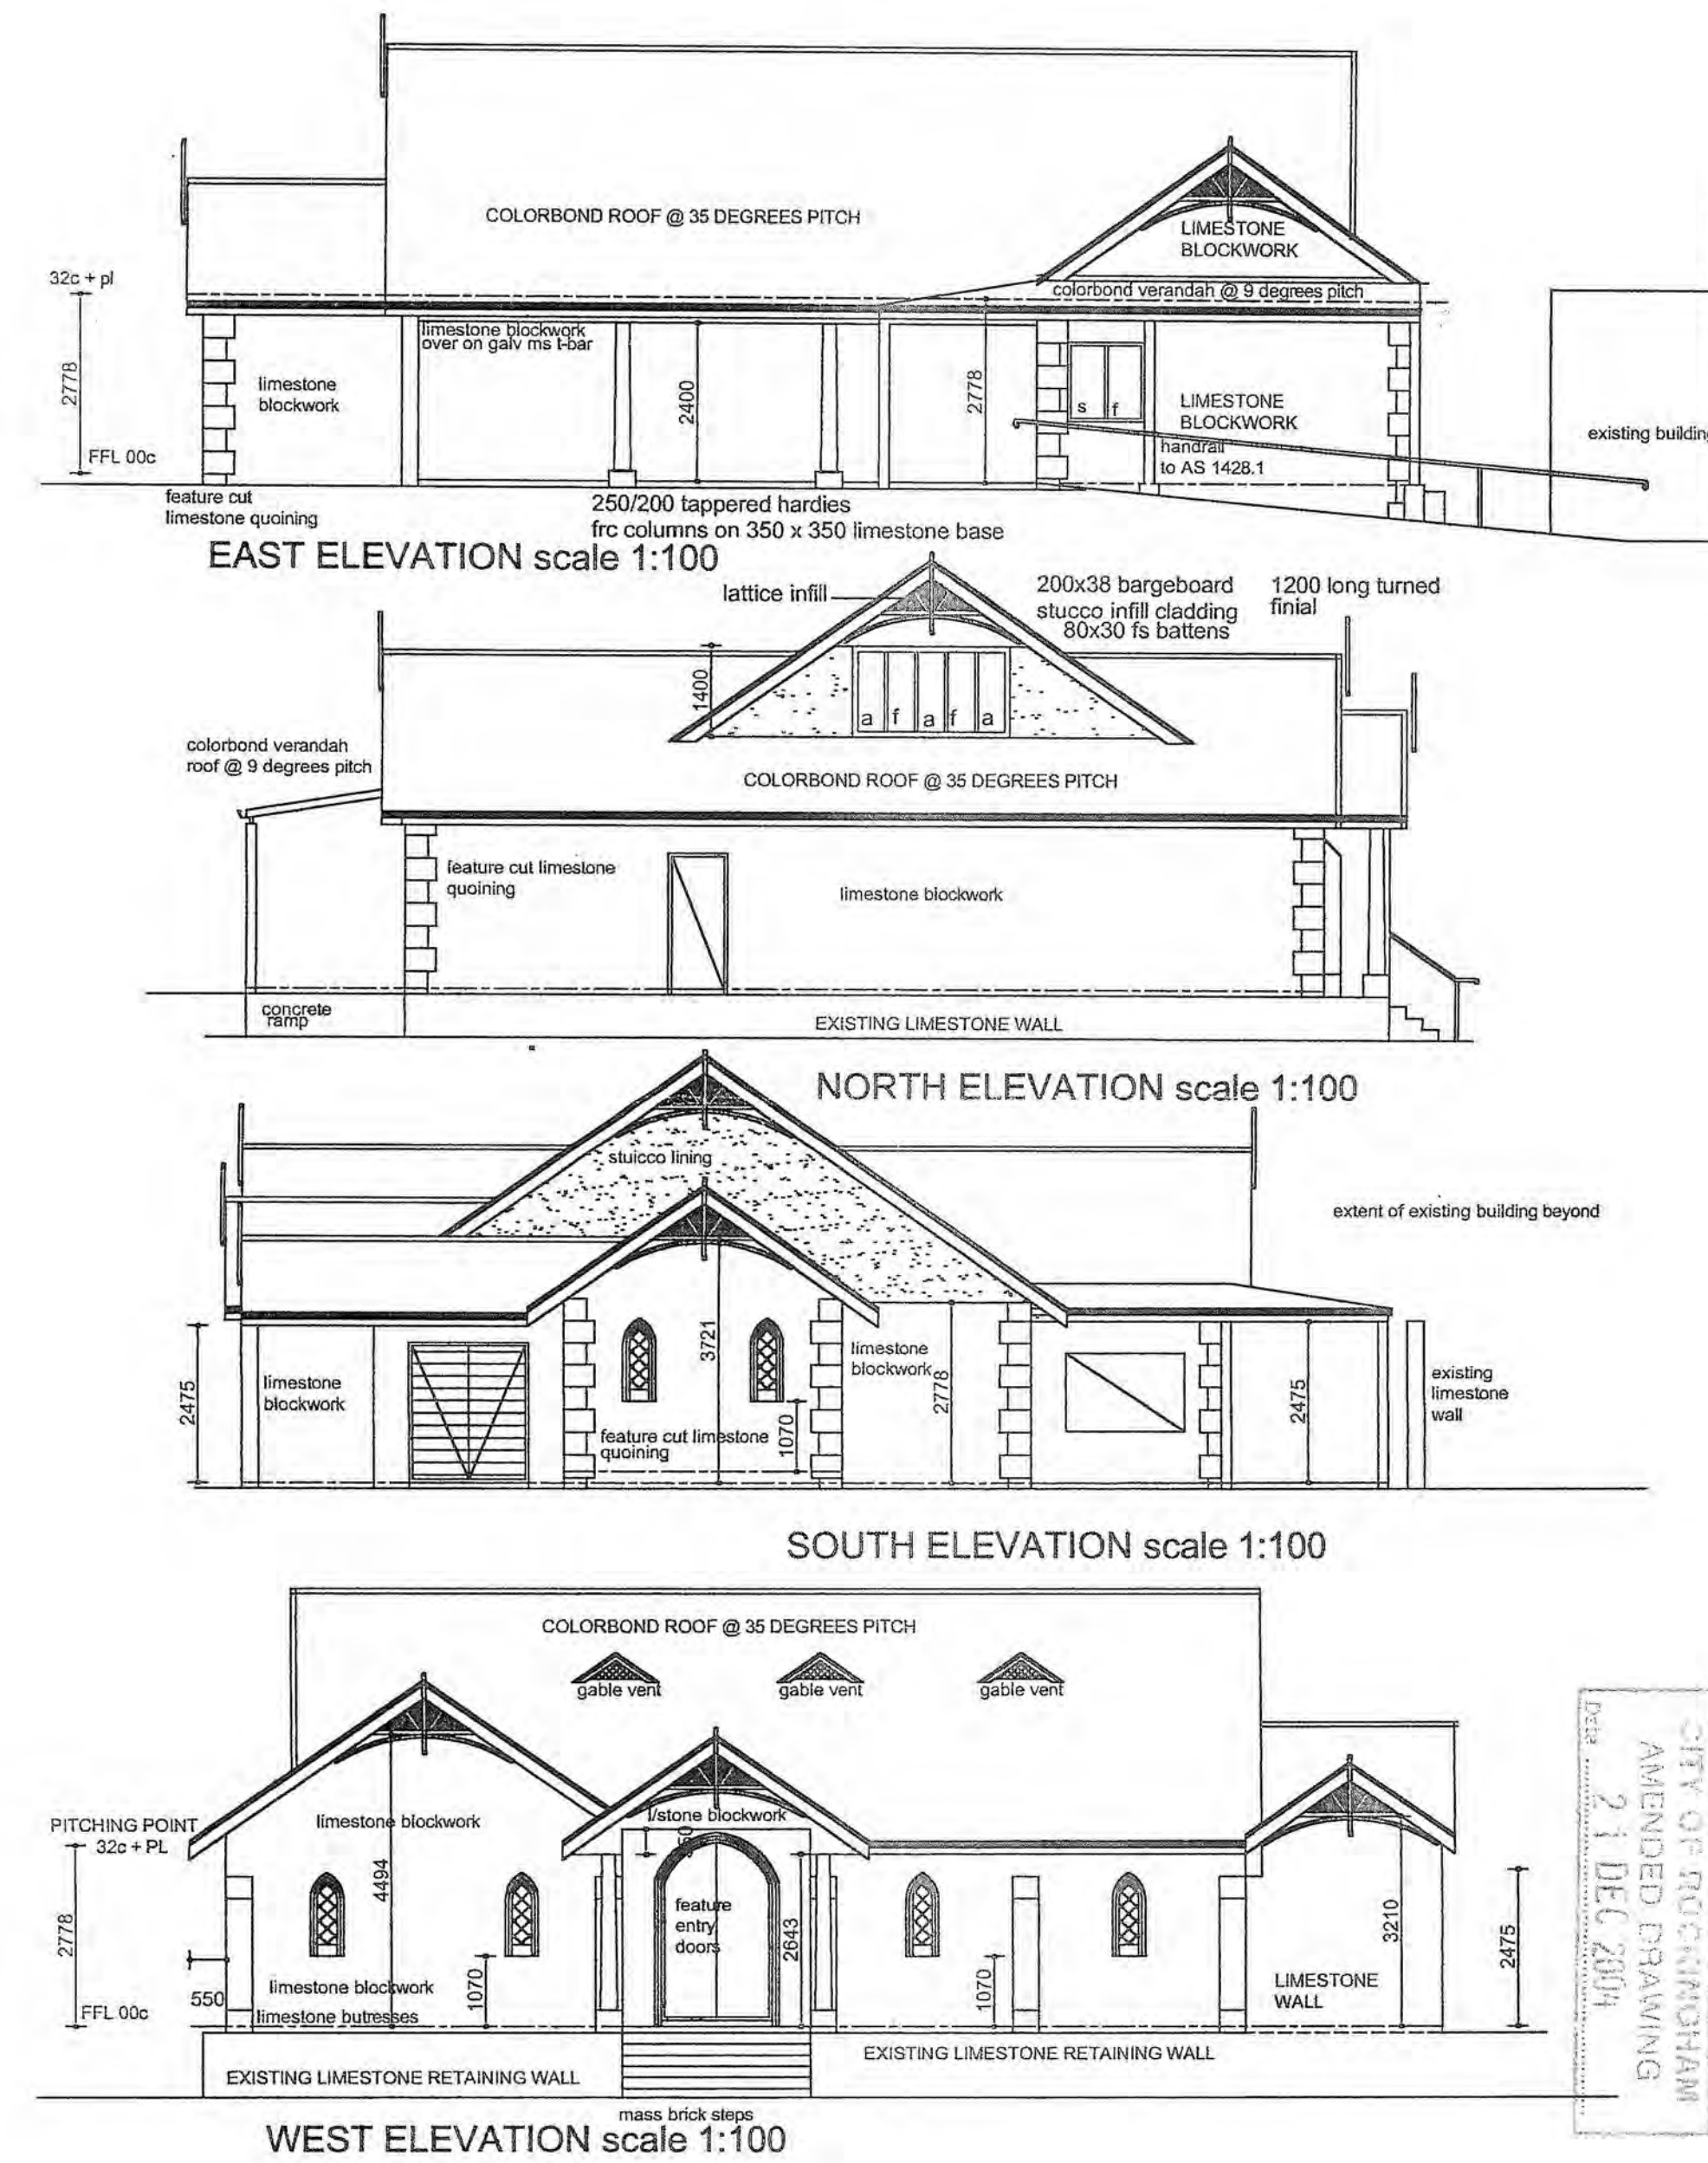 COLORBOND ROOF @ 35 DEGREES PITCH
LIMESTONE
BLOCKWORK
32c + pl
colorbond verandah @ 9 degrees pitch
limestone blockwork
over on galv ms t-bar
2778
limestone
blockwork
2400
2778
s f
LIMESTONE
BLOCKWORK
existing building
handrail
to AS 1428.1
FFL 00c
feature cut
limestone quoining
250/200 tappered hardies
frc columns on 350 x 350 limestone base
EAST ELEVATION scale 1:100
lattice infill
200x38 bargeboard
stucco infill cladding
80x30 fs battens
1200 long turned
finial
1400
a f a f a
colorbond verandah
roof @ 9 degrees pitch
COLORBOND ROOF @ 35 DEGREES PITCH
feature cut limestone
quoining
limestone blockwork
concrete
ramp
EXISTING LIMESTONE WALL
NORTH ELEVATION scale 1:100
stuicco lining
extent of existing building beyond
3721
limestone
blockwork
2475
limestone
blockwork
2778
2475
existing
limestone
wall
feature cut limestone
quoining
1070
SOUTH ELEVATION scale 1:100
COLORBOND ROOF @ 35 DEGREES PITCH
gable vent
gable vent
gable vent
PITCHING POINT
32c + PL
limestone blockwork
l/stone blockwork
4494
feature
entry
doors
2643
2778
3210
2475
1070
1070
550
limestone blockwork
limestone butresses
FFL 00c
LIMESTONE
WALL
EXISTING LIMESTONE RETAINING WALL
EXISTING LIMESTONE RETAINING WALL
mass brick steps
WEST ELEVATION scale 1:100
CITY OF ROCKINGHAM
AMENDED DRAWING
DATE 21 DEC 2004